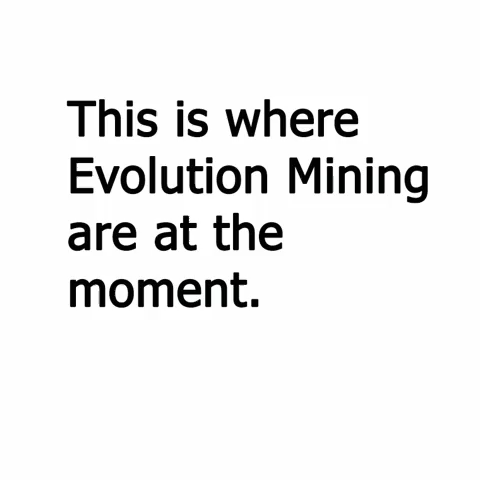 This is where
Evolution Mining
are at the
moment.